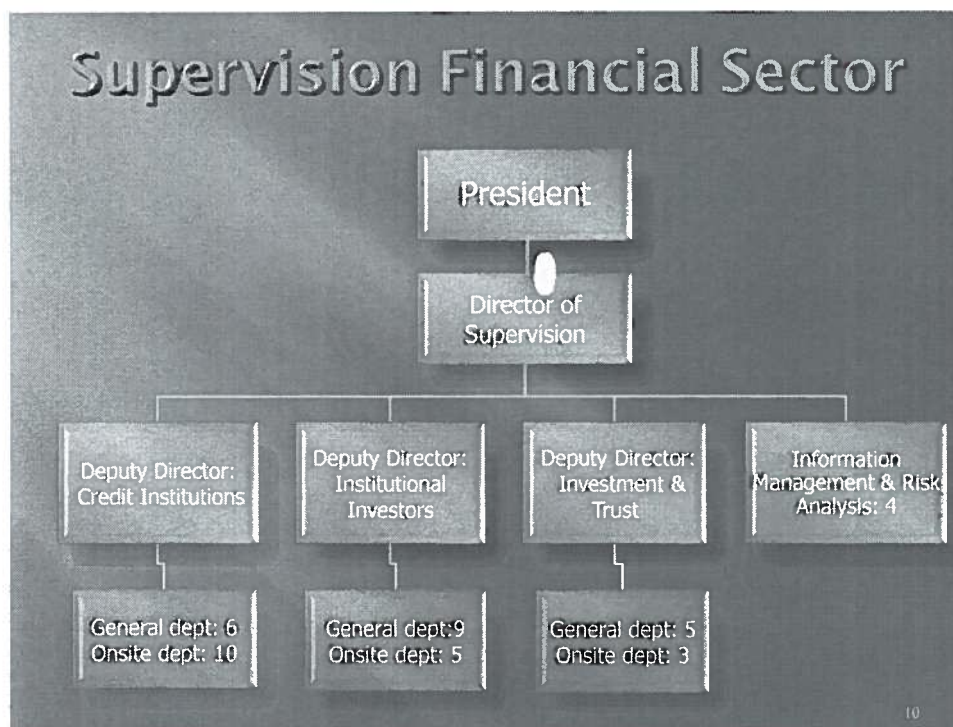 Supervision Financial Sector
President
Director of
Supervision
Deputy Director:
Credit Institutions
Deputy Director:
Institutional
Investors
Deputy Director:
Investment &
Trust
Information
Management & Risk
Analysis: 4
General dept: 6
Onsite dept: 10
General dept:9
Onsite dept: 5
General dept: 5
Onsite dept: 3
10